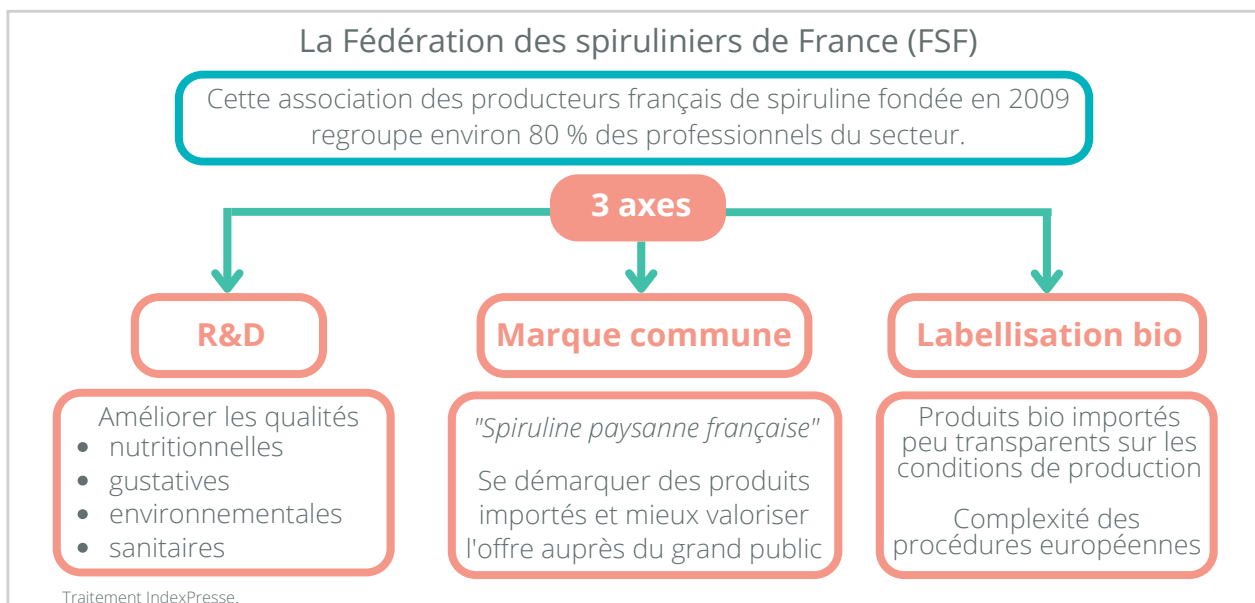 La Fédération des spiruliniers de France (FSF)
Cette association des producteurs français de spiruline fondée en 2009
regroupe environ 80 % des professionnels du secteur.
3 axes
R&D
Améliorer les qualités
• nutritionnelles
• gustatives
• environnementales
• sanitaires
Marque commune
"Spiruline paysanne française"
Se démarquer des produits
importés et mieux valoriser
l'offre auprès du grand public
Labellisation bio
Produits bio importés
peu transparents sur les
conditions de production
Complexité des
procédures européennes
Traitement IndexPresse.